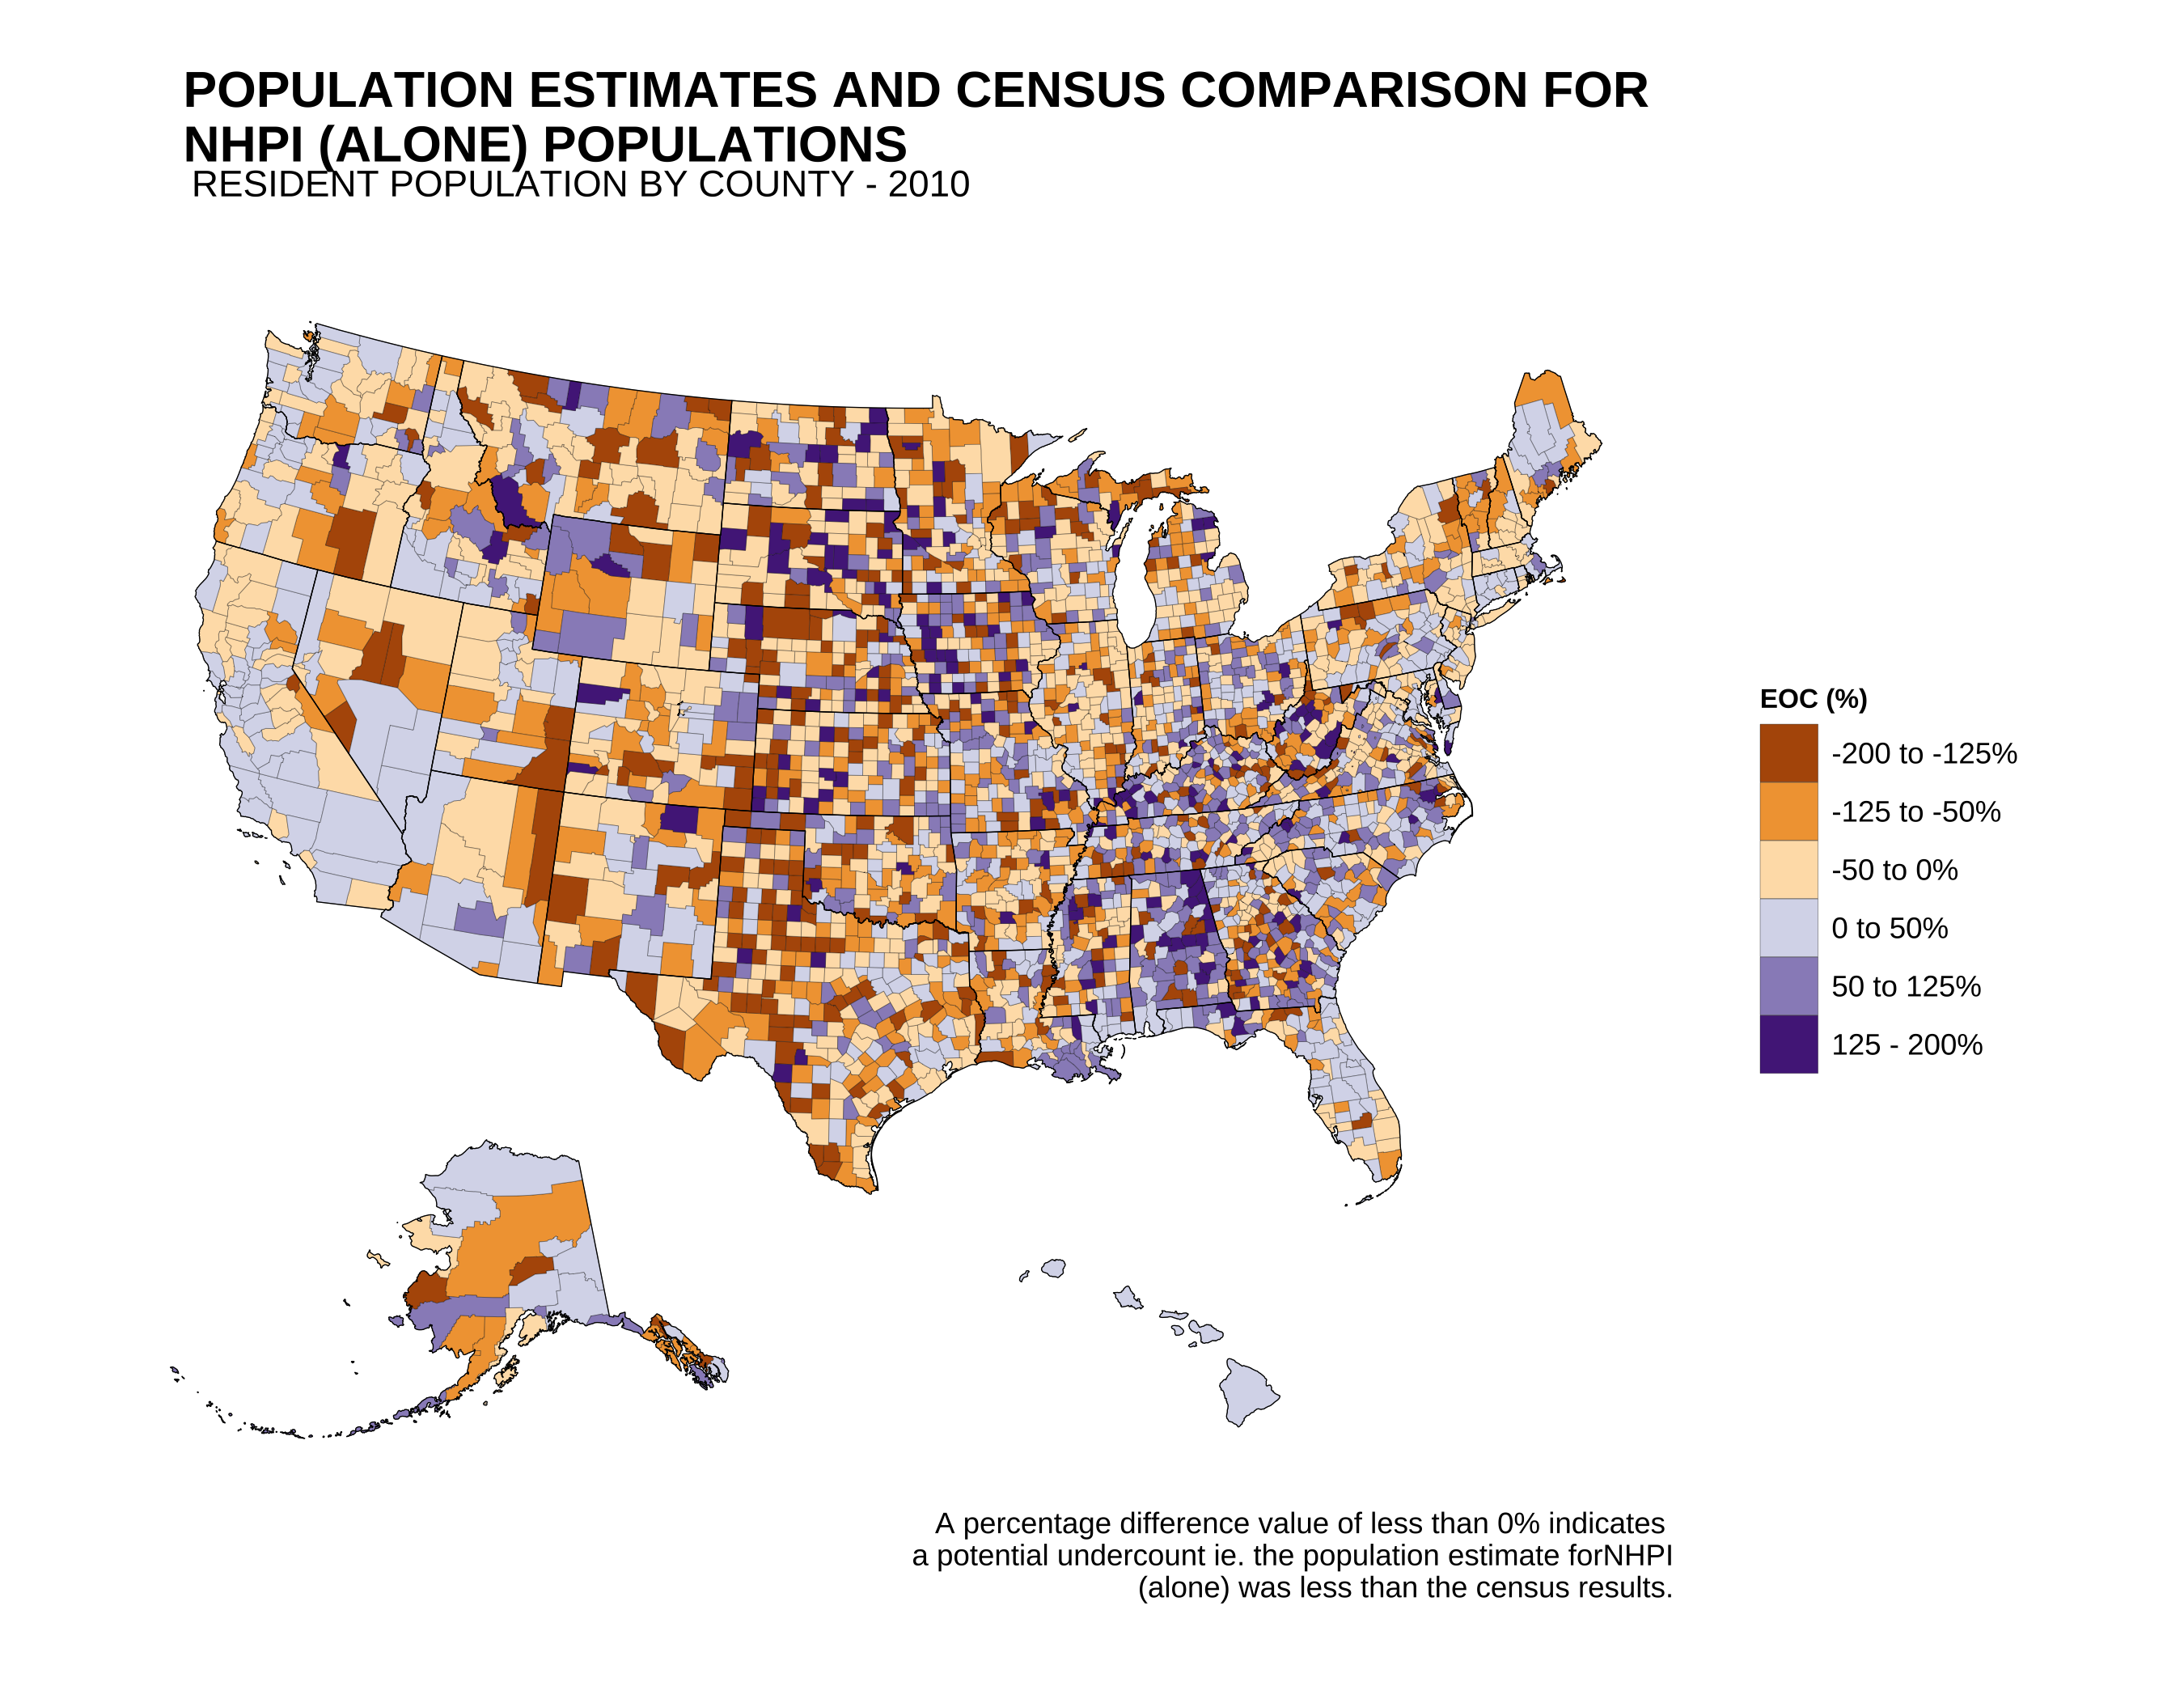 POPULATION ESTIMATES AND CENSUS COMPARISON FOR
NHPI (ALONE) POPULATIONS
RESIDENT POPULATION BY COUNTY - 2010
EOC (%)
-200 to -125%
-125 to -50%
-50 to 0%
0 to 50%
50 to 125%
125 - 200%
A percentage difference value of less than 0% indicates
a potential undercount ie. the population estimate forNHPI
(alone) was less than the census results.